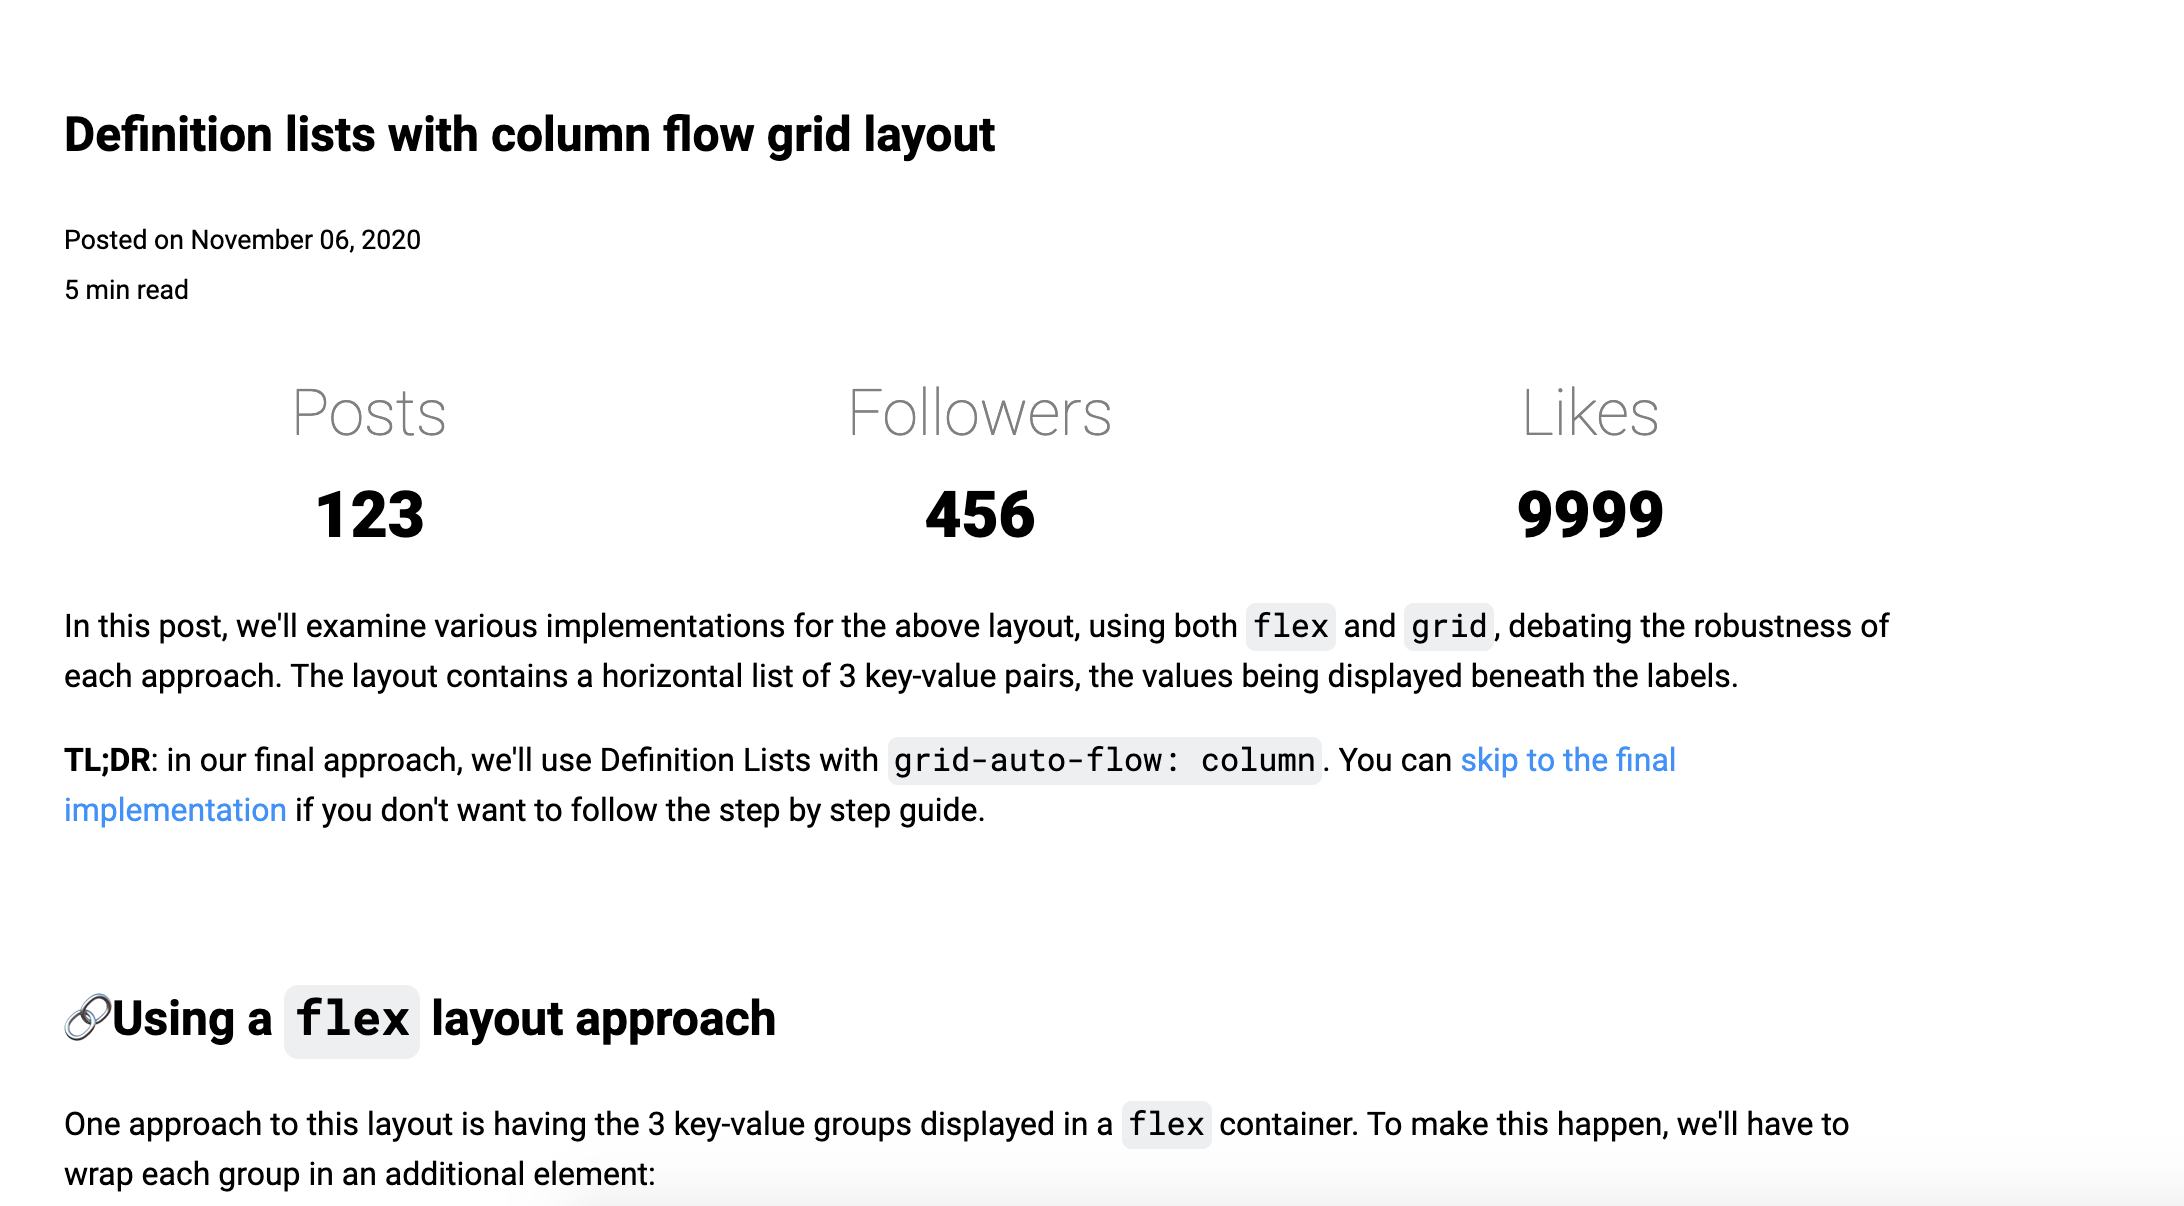 Definition lists with column flow grid layout
Posted on November 06, 2020
5 min read
Posts Followers Likes
123 456 9999
In this post, we'll examine various implementations for the above layout, using both flex and grid, debating the robustness of
each approach. The layout contains a horizontal list of 3 key-value pairs, the values being displayed beneath the labels.
TL;DR: in our final approach, we'll use Definition Lists with grid-auto-flow: column. You can skip to the final
implementation if you don't want to follow the step by step guide.
🔗Using a flex layout approach
One approach to this layout is having the 3 key-value groups displayed in a flex container. To make this happen, we'll have to
wrap each group in an additional element: